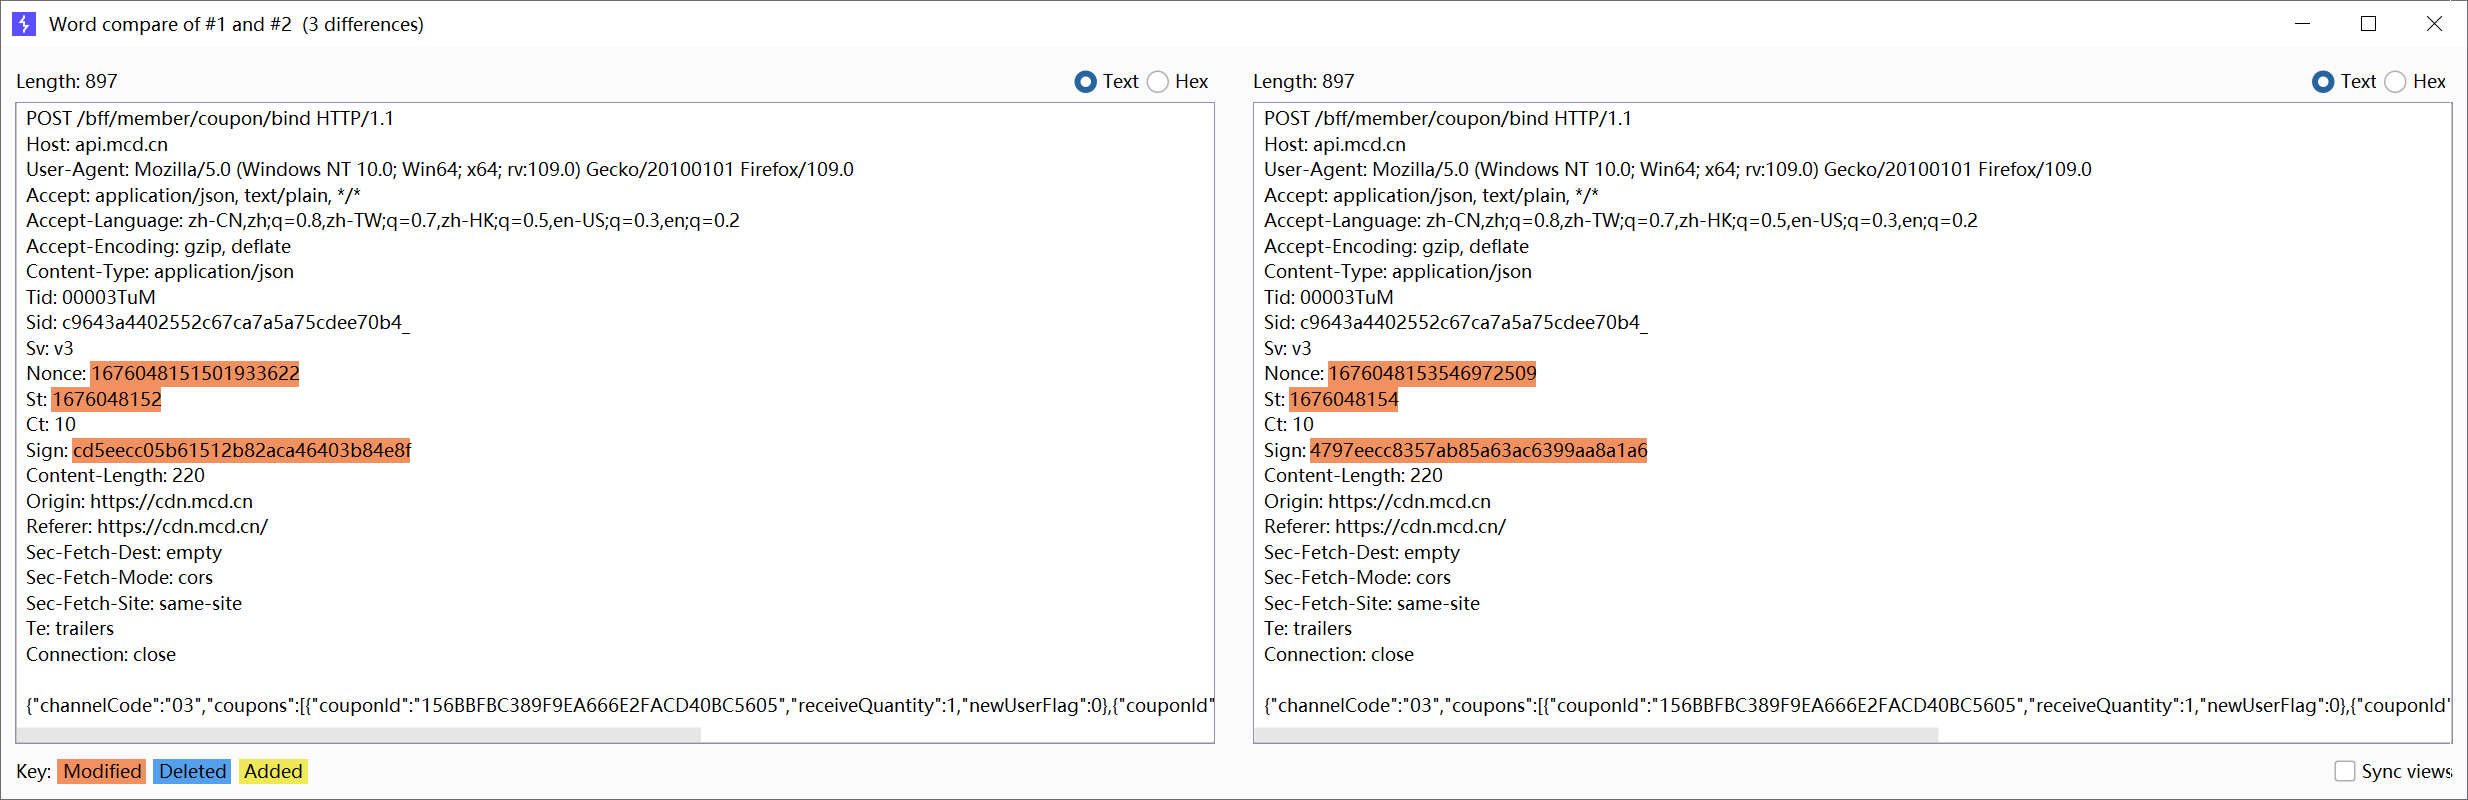 Word compare of #1 and #2 (3 differences)
Length: 897
Text
Hex
POST /bff/member/coupon/bind HTTP/1.1
Host: api.mcd.cn
User-Agent: Mozilla/5.0 (Windows NT 10.0; Win64; x64; rv:109.0) Gecko/20100101 Firefox/109.0
Accept: application/json, text/plain, */*
Accept-Language: zh-CN,zh;q=0.8,zh-TW;q=0.7,zh-HK;q=0.5,en-US;q=0.3,en;q=0.2
Accept-Encoding: gzip, deflate
Content-Type: application/json
Tid: 00003TuM
Sid: c9643a4402552c67ca7a5a75cdee70b4_
Sv: v3
Nonce: 1676048151501933622
St: 1676048152
Ct: 10
Sign: cd5eecc05b61512b82aca46403b84e8f
Content-Length: 220
Origin: https://cdn.mcd.cn
Referer: https://cdn.mcd.cn/
Sec-Fetch-Dest: empty
Sec-Fetch-Mode: cors
Sec-Fetch-Site: same-site
Te: trailers
Connection: close
{"channelCode":"03","coupons":[{"couponId":"156BBFBC389F9EA666E2FACD40BC5605","receiveQuantity":1,"newUserFlag":0},{"couponId"
Length: 897
Text
Hex
POST /bff/member/coupon/bind HTTP/1.1
Host: api.mcd.cn
User-Agent: Mozilla/5.0 (Windows NT 10.0; Win64; x64; rv:109.0) Gecko/20100101 Firefox/109.0
Accept: application/json, text/plain, */*
Accept-Language: zh-CN,zh;q=0.8,zh-TW;q=0.7,zh-HK;q=0.5,en-US;q=0.3,en;q=0.2
Accept-Encoding: gzip, deflate
Content-Type: application/json
Tid: 00003TuM
Sid: c9643a4402552c67ca7a5a75cdee70b4_
Sv: v3
Nonce: 1676048153546972509
St: 1676048154
Ct: 10
Sign: 4797eecc8357ab85a63ac6399aa8a1a6
Content-Length: 220
Origin: https://cdn.mcd.cn
Referer: https://cdn.mcd.cn/
Sec-Fetch-Dest: empty
Sec-Fetch-Mode: cors
Sec-Fetch-Site: same-site
Te: trailers
Connection: close
{"channelCode":"03","coupons":[{"couponId":"156BBFBC389F9EA666E2FACD40BC5605","receiveQuantity":1,"newUserFlag":0},{"couponId"
Key: Modified Deleted Added
Sync views